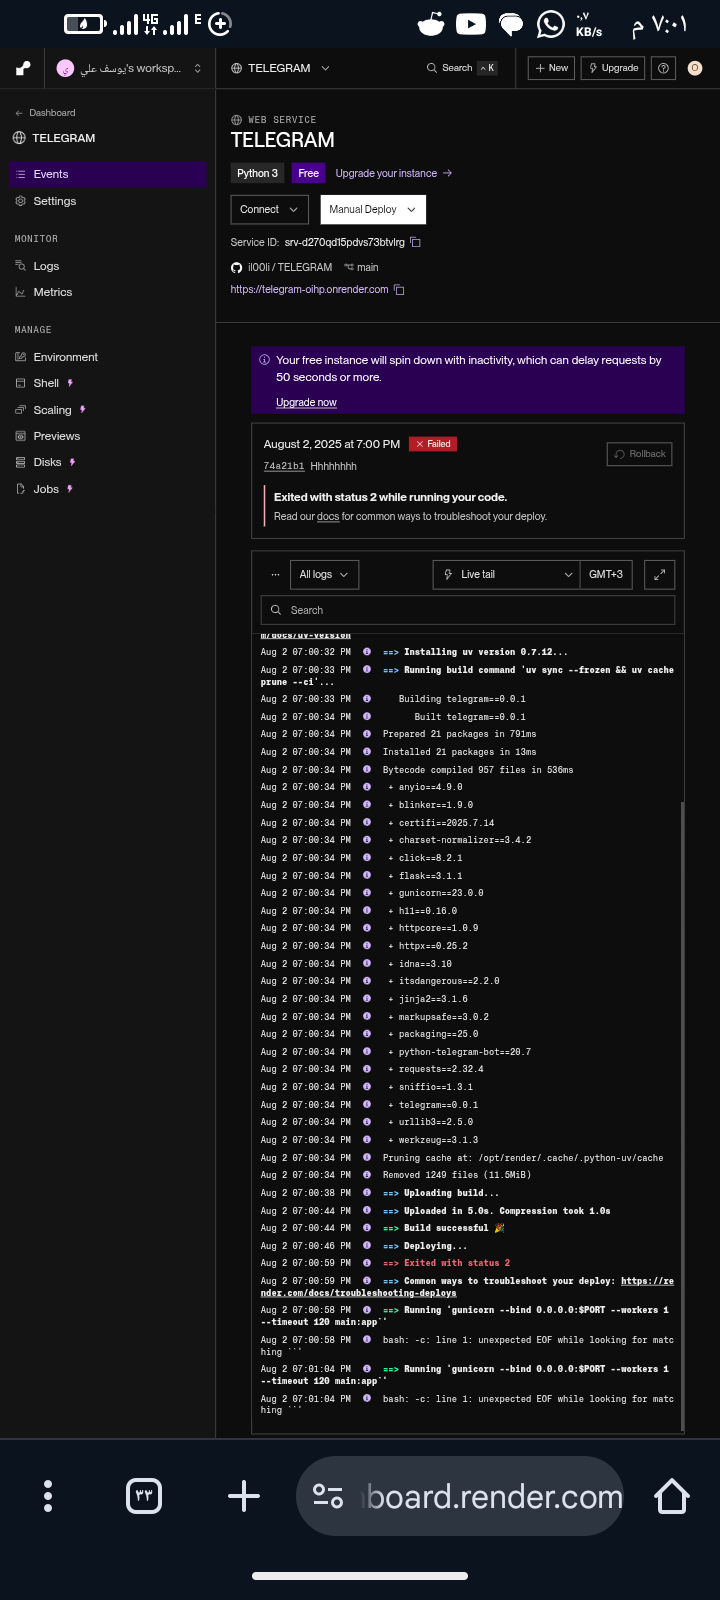 4G E ٠,٧ KB/s ٧:٠١ م
يوسف علي's worksp...
TELEGRAM
Search ^ K
+ New
Upgrade
O
← Dashboard
TELEGRAM
Events
Settings
MONITOR
Logs
Metrics
MANAGE
Environment
Shell
Scaling
Previews
Disks
Jobs
WEB SERVICE
TELEGRAM
Python 3 Free Upgrade your instance →
Connect Manual Deploy
Service ID: srv-d270qd15pdvs73btvlrg
il00li / TELEGRAM main
https://telegram-oihp.onrender.com
Your free instance will spin down with inactivity, which can delay requests by
50 seconds or more.
Upgrade now
August 2, 2025 at 7:00 PM Failed
74a21b1 Hhhhhhhh
Rollback
Exited with status 2 while running your code.
Read our docs for common ways to troubleshoot your deploy.
... All logs Live tail GMT+3
Search
m/docs/uv-version
Aug 2 07:00:32 PM ==> Installing uv version 0.7.12...
Aug 2 07:00:33 PM ==> Running build command 'uv sync --frozen && uv cache
prune --ci'...
Aug 2 07:00:33 PM Building telegram==0.0.1
Aug 2 07:00:34 PM Built telegram==0.0.1
Aug 2 07:00:34 PM Prepared 21 packages in 791ms
Aug 2 07:00:34 PM Installed 21 packages in 13ms
Aug 2 07:00:34 PM Bytecode compiled 957 files in 536ms
Aug 2 07:00:34 PM + anyio==4.9.0
Aug 2 07:00:34 PM + blinker==1.9.0
Aug 2 07:00:34 PM + certifi==2025.7.14
Aug 2 07:00:34 PM + charset-normalizer==3.4.2
Aug 2 07:00:34 PM + click==8.2.1
Aug 2 07:00:34 PM + flask==3.1.1
Aug 2 07:00:34 PM + gunicorn==23.0.0
Aug 2 07:00:34 PM + h11==0.16.0
Aug 2 07:00:34 PM + httpcore==1.0.9
Aug 2 07:00:34 PM + httpx==0.25.2
Aug 2 07:00:34 PM + idna==3.10
Aug 2 07:00:34 PM + itsdangerous==2.2.0
Aug 2 07:00:34 PM + jinja2==3.1.6
Aug 2 07:00:34 PM + markupsafe==3.0.2
Aug 2 07:00:34 PM + packaging==25.0
Aug 2 07:00:34 PM + python-telegram-bot==20.7
Aug 2 07:00:34 PM + requests==2.32.4
Aug 2 07:00:34 PM + sniffio==1.3.1
Aug 2 07:00:34 PM + telegram==0.0.1
Aug 2 07:00:34 PM + urllib3==2.5.0
Aug 2 07:00:34 PM + werkzeug==3.1.3
Aug 2 07:00:34 PM Pruning cache at: /opt/render/.cache/.python-uv/cache
Aug 2 07:00:34 PM Removed 1249 files (11.5MiB)
Aug 2 07:00:38 PM ==> Uploading build...
Aug 2 07:00:44 PM ==> Uploaded in 5.0s. Compression took 1.0s
Aug 2 07:00:44 PM ==> Build successful 🎉
Aug 2 07:00:46 PM ==> Deploying...
Aug 2 07:00:59 PM ==> Exited with status 2
Aug 2 07:00:59 PM ==> Common ways to troubleshoot your deploy: https://re
nder.com/docs/troubleshooting-deploys
Aug 2 07:00:58 PM ==> Running 'gunicorn --bind 0.0.0.0:$PORT --workers 1
--timeout 120 main:app`'
Aug 2 07:00:58 PM bash: -c: line 1: unexpected EOF while looking for matc
hing ``'
Aug 2 07:01:04 PM ==> Running 'gunicorn --bind 0.0.0.0:$PORT --workers 1
--timeout 120 main:app`'
Aug 2 07:01:04 PM bash: -c: line 1: unexpected EOF while looking for matc
hing ``'
٣٣
board.render.com